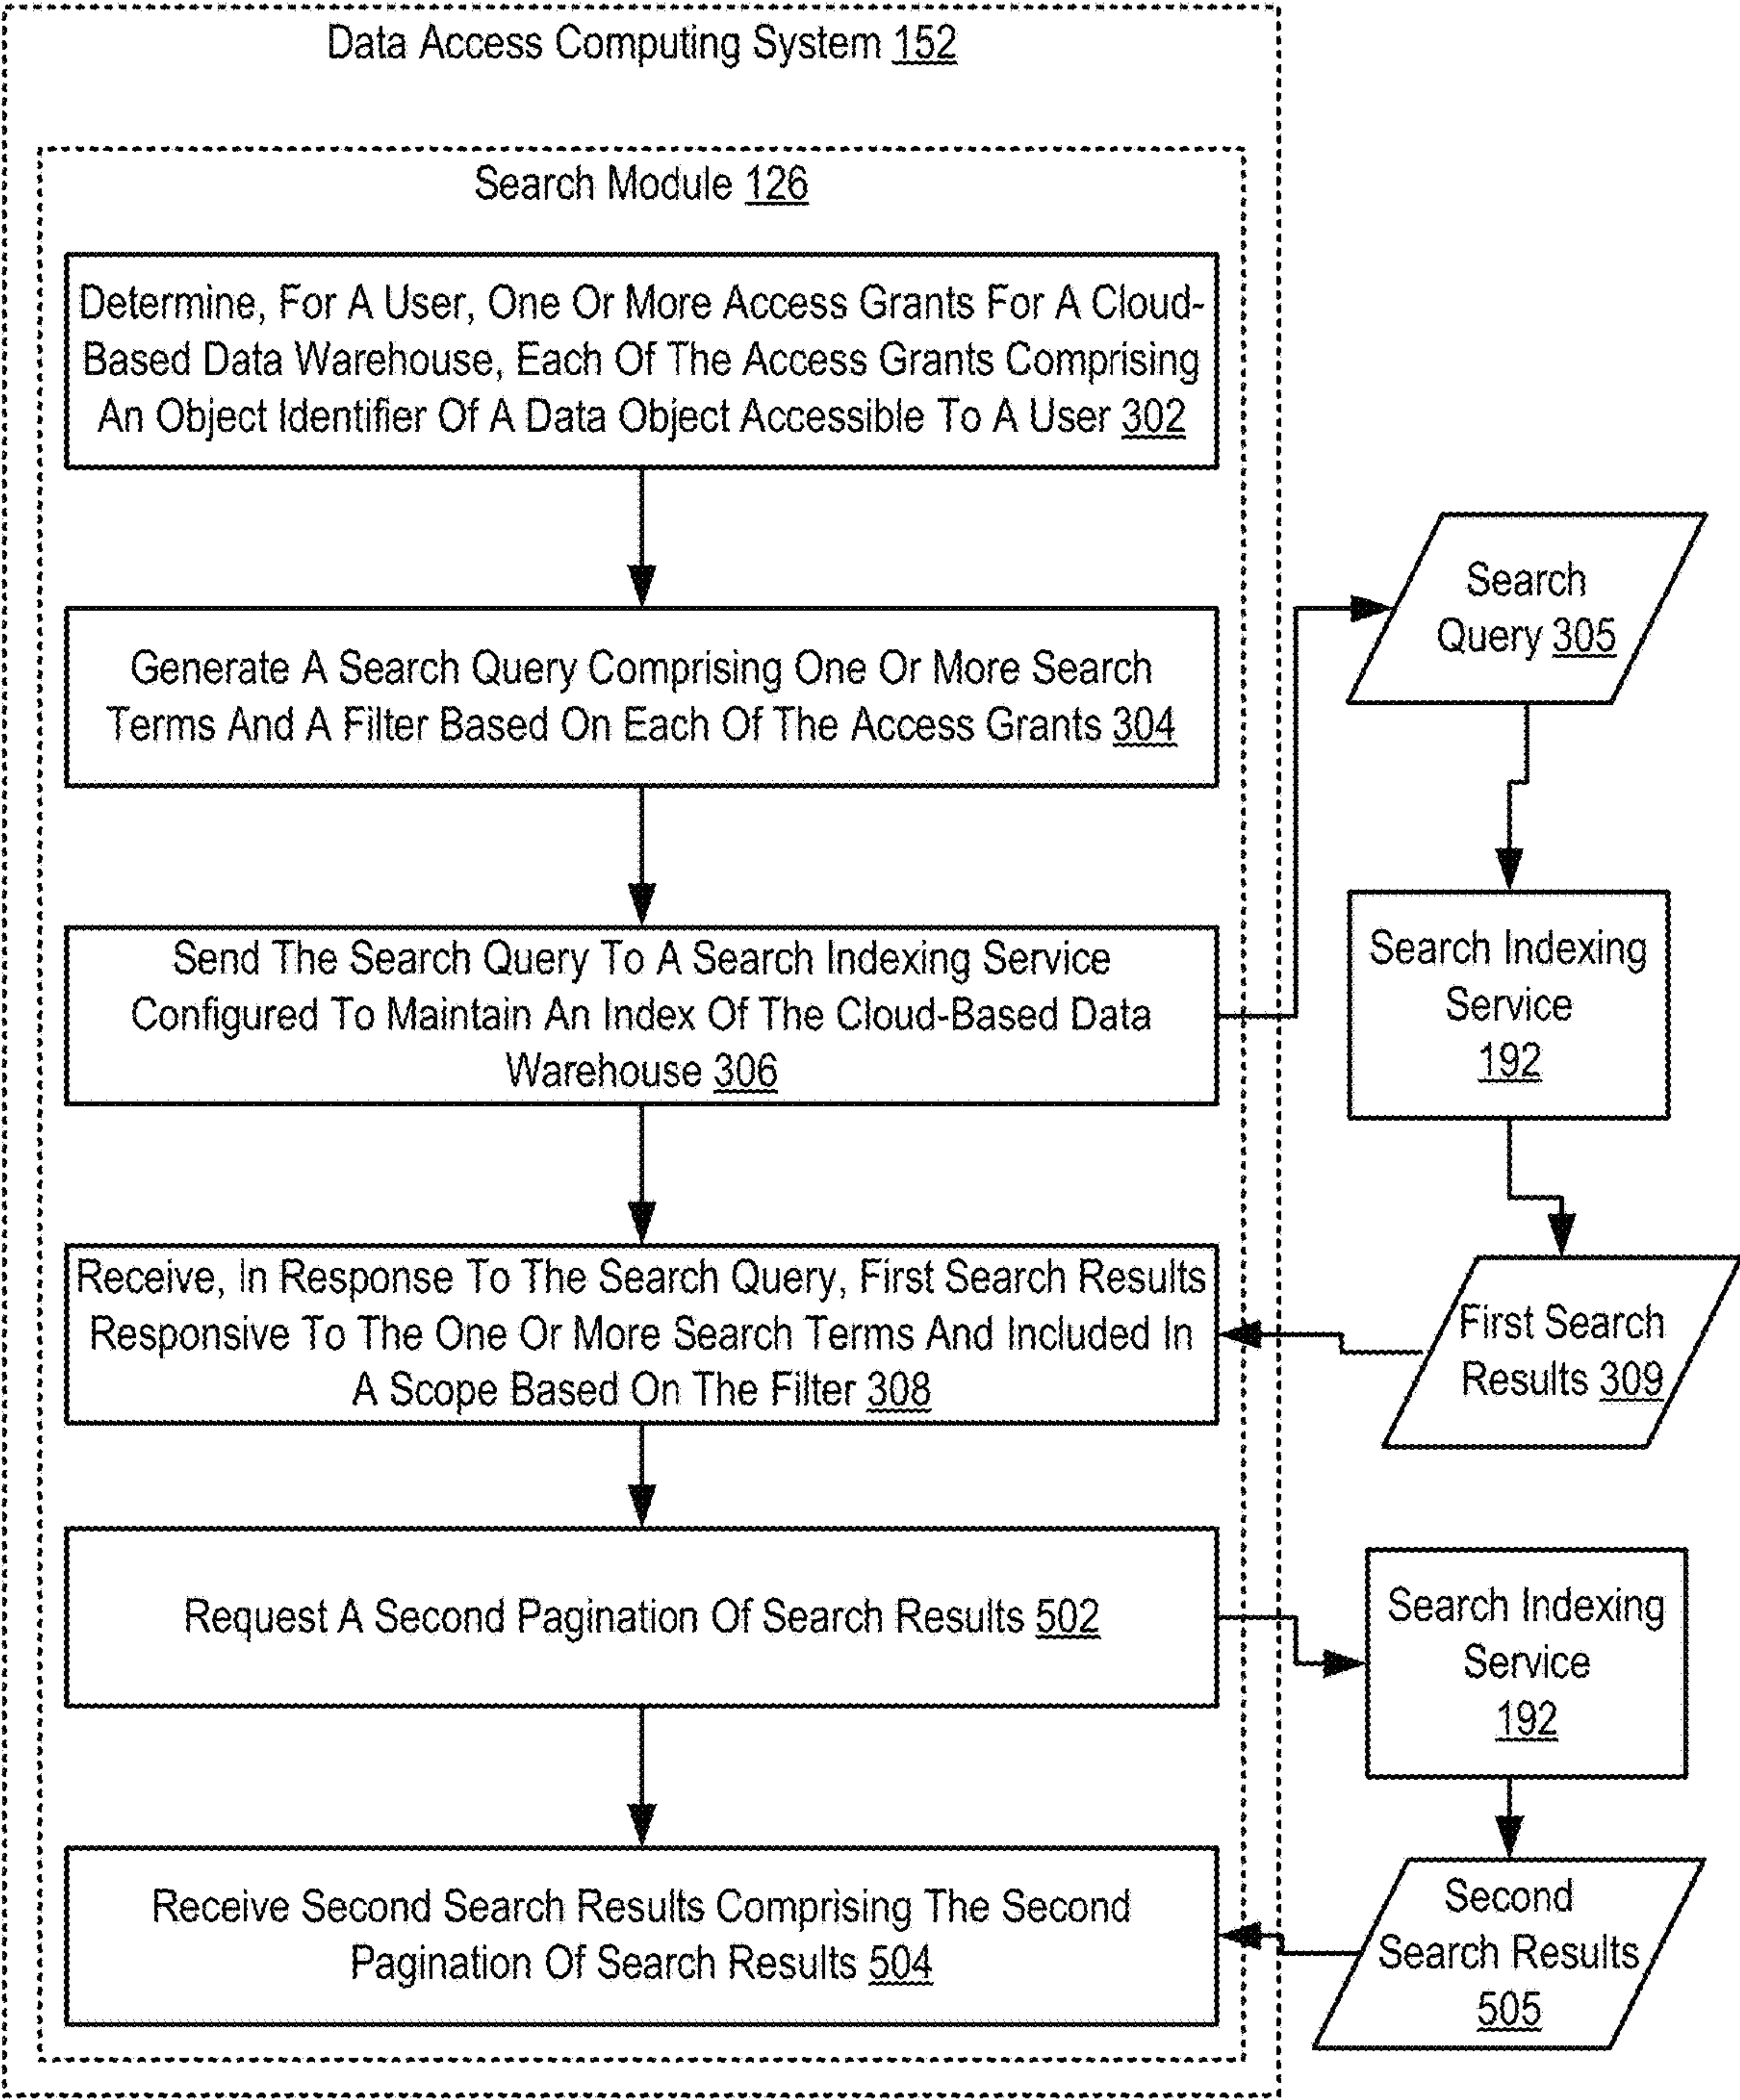 Data Access Computing System 152
Search Module 126
Determine, For A User, One Or More Access Grants For A Cloud-
Based Data Warehouse, Each Of The Access Grants Comprising
An Object Identifier Of A Data Object Accessible To A User 302
Generate A Search Query Comprising One Or More Search
Terms And A Filter Based On Each Of The Access Grants 304
Search
Query 305
Send The Search Query To A Search Indexing Service
Configured To Maintain An Index Of The Cloud-Based Data
Warehouse 306
Search Indexing
Service
192
Receive, In Response To The Search Query, First Search Results
Responsive To The One Or More Search Terms And Included In
A Scope Based On The Filter 308
First Search
Results 309
Request A Second Pagination Of Search Results 502
Search Indexing
Service
192
Receive Second Search Results Comprising The Second
Pagination Of Search Results 504
Second
Search Results
505